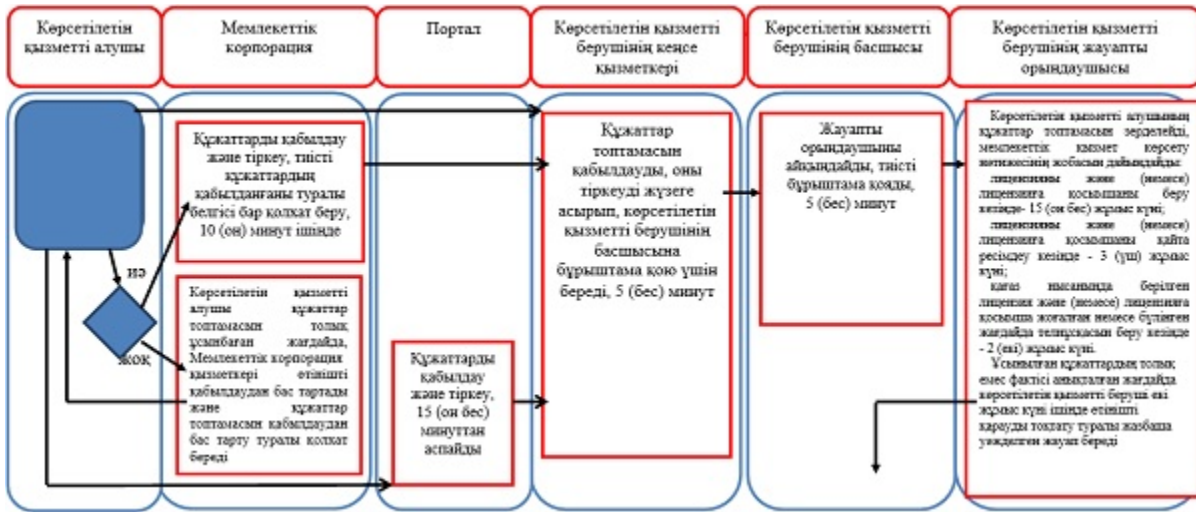 Көрсетілетін
қызметті алушы
Мемлекеттік
корпорация
Портал
Көрсетілетін қызметті
берушінің кеңсе
қызметкері
Көрсетілетін қызметті
берушінің басшысы
Көрсетілетін қызметті
берушінің жауапты
орындаушысы
Құжаттарды қабылдау
және тіркеу, тиісті
құжаттардың
қабылданғаны туралы
белгісі бар қолхат беру,
10 (он) минут ішінде
иә
жоқ
Көрсетілетін қызметті
алушы құжаттар
топтамасын толық
ұсынбаған жағдайда,
Мемлекеттік корпорация
қызметкері өтінішті
қабылдаудан бас тартады
және құжаттар
топтамасын қабылдаудан
бас тарту туралы қолхат
береді
Құжаттарды
қабылдау
және тіркеу,
15 (он бес)
минуттан
аспайды
Құжаттар
топтамасын
қабылдауды, оны
тіркеуді жүзеге
асырып, көрсетілетін
қызметті берушінің
басшысына
бұрыштама қою үшін
береді, 5 (бес) минут
Жауапты
орындаушыны
айқындайды, тиісті
бұрыштама қояды,
5 (бес) минут
Көрсетілетін қызметті алушының
құжаттар топтамасын зерделейді,
мемлекеттік қызмет көрсету
нәтижесінің жобасын дайындайды:
лицензияны және (немесе)
лицензияға қосымшаны беру
кезінде- 15 (он бес) жұмыс күні;
лицензияны және (немесе)
лицензияға қосымшаны қайта
ресімдеу кезінде - 3 (үш) жұмыс
күні;
қағаз нысанында берілген
лицензия және (немесе) лицензияға
қосымша жоғалған немесе бүлінген
жағдайда телнұсқасын беру кезінде
- 2 (екі) жұмыс күні.
Ұсынылған құжаттардың толық
емес фактісі анықталған жағдайда
көрсетілетін қызметті беруші екі
жұмыс күні ішінде өтінішті
қарауды тоқтату туралы жазбаша
уәжделген жауап береді